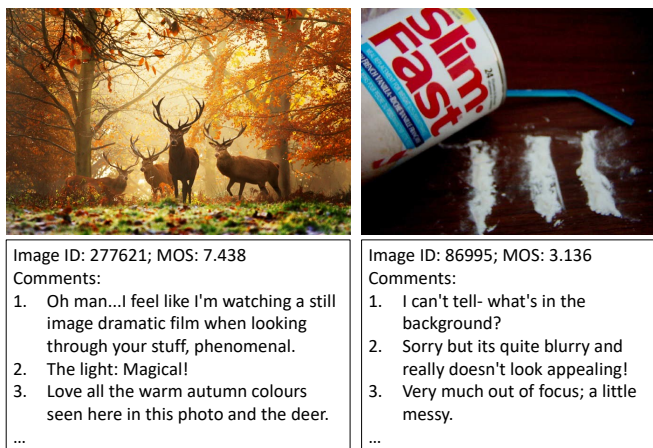 Slim·
Fast
24
FRENCH VANILLA
Image ID: 277621; MOS: 7.438
Comments:
1. Oh man...I feel like I'm watching a still
image dramatic film when looking
through your stuff, phenomenal.
2. The light: Magical!
3. Love all the warm autumn colours
seen here in this photo and the deer.
...
Image ID: 86995; MOS: 3.136
Comments:
1. I can't tell- what's in the
background?
2. Sorry but its quite blurry and
really doesn't look appealing!
3. Very much out of focus; a little
messy.
...